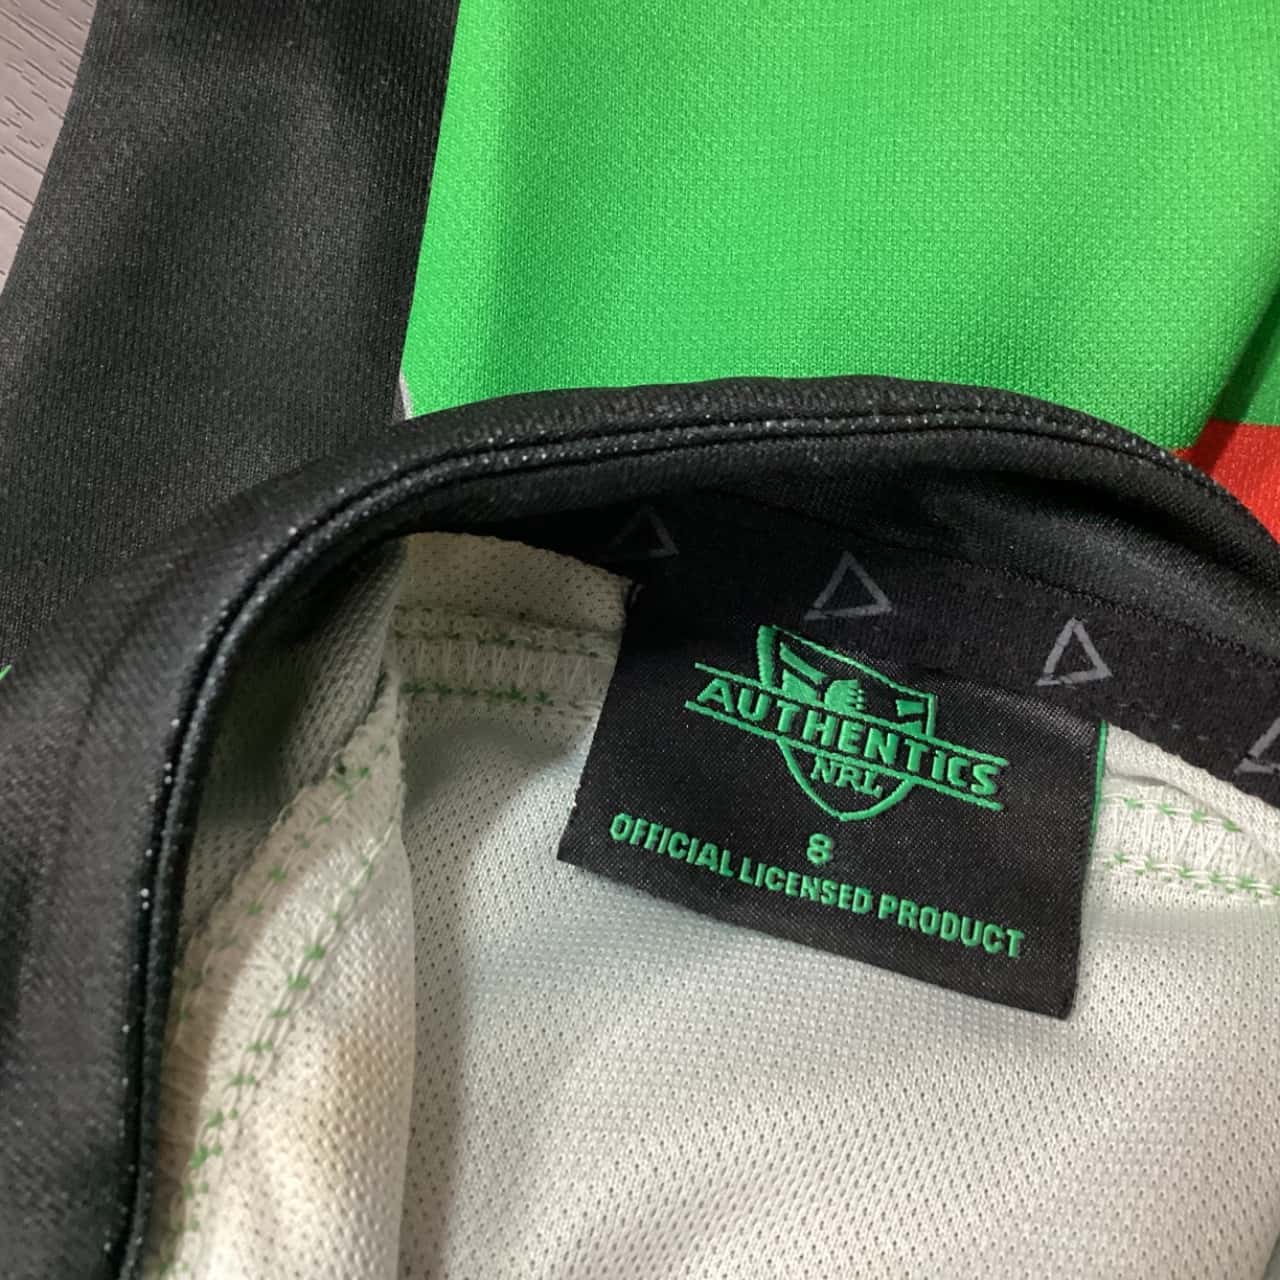 AUTHENTICS
NRL
8
OFFICIAL LICENSED PRODUCT